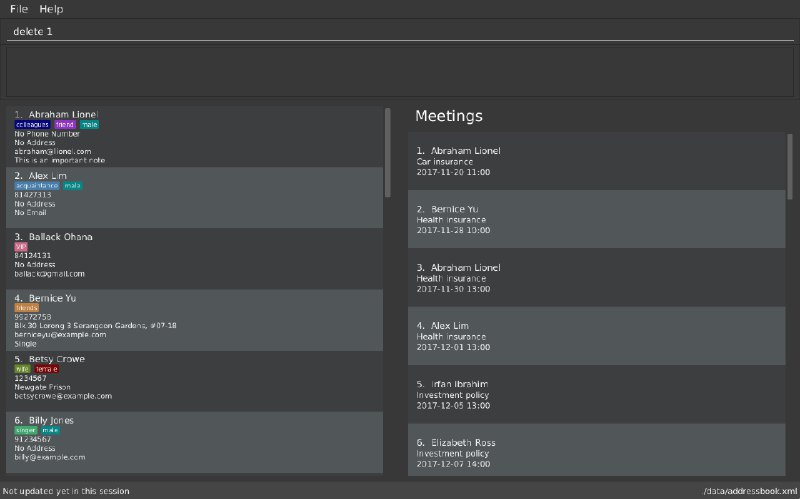 File Help
delete 1
1. Abraham Lionel
colleagues friend male
No Phone Number
No Address
abraham@lionel.com
This is an important note
2. Alex Lim
acquaintance male
81427313
No Address
No Email
3. Ballack Ohana
VIP
84124131
No Address
ballack@gmail.com
4. Bernice Yu
friends
99272758
Blk 30 Lorong 3 Serangoon Gardens, #07-18
berniceyu@example.com
Single
5. Betsy Crowe
wife female
1234567
Newgate Prison
betsycrowe@example.com
6. Billy Jones
singer male
91234567
No Address
billy@example.com
Meetings
1. Abraham Lionel
Car insurance
2017-11-20 11:00
2. Bernice Yu
Health insurance
2017-11-28 10:00
3. Abraham Lionel
Health insurance
2017-11-30 13:00
4. Alex Lim
Health insurance
2017-12-01 13:00
5. Irfan Ibrahim
Investment policy
2017-12-05 13:00
6. Elizabeth Ross
Investment policy
2017-12-07 14:00
Not updated yet in this session
/data/addressbook.xml